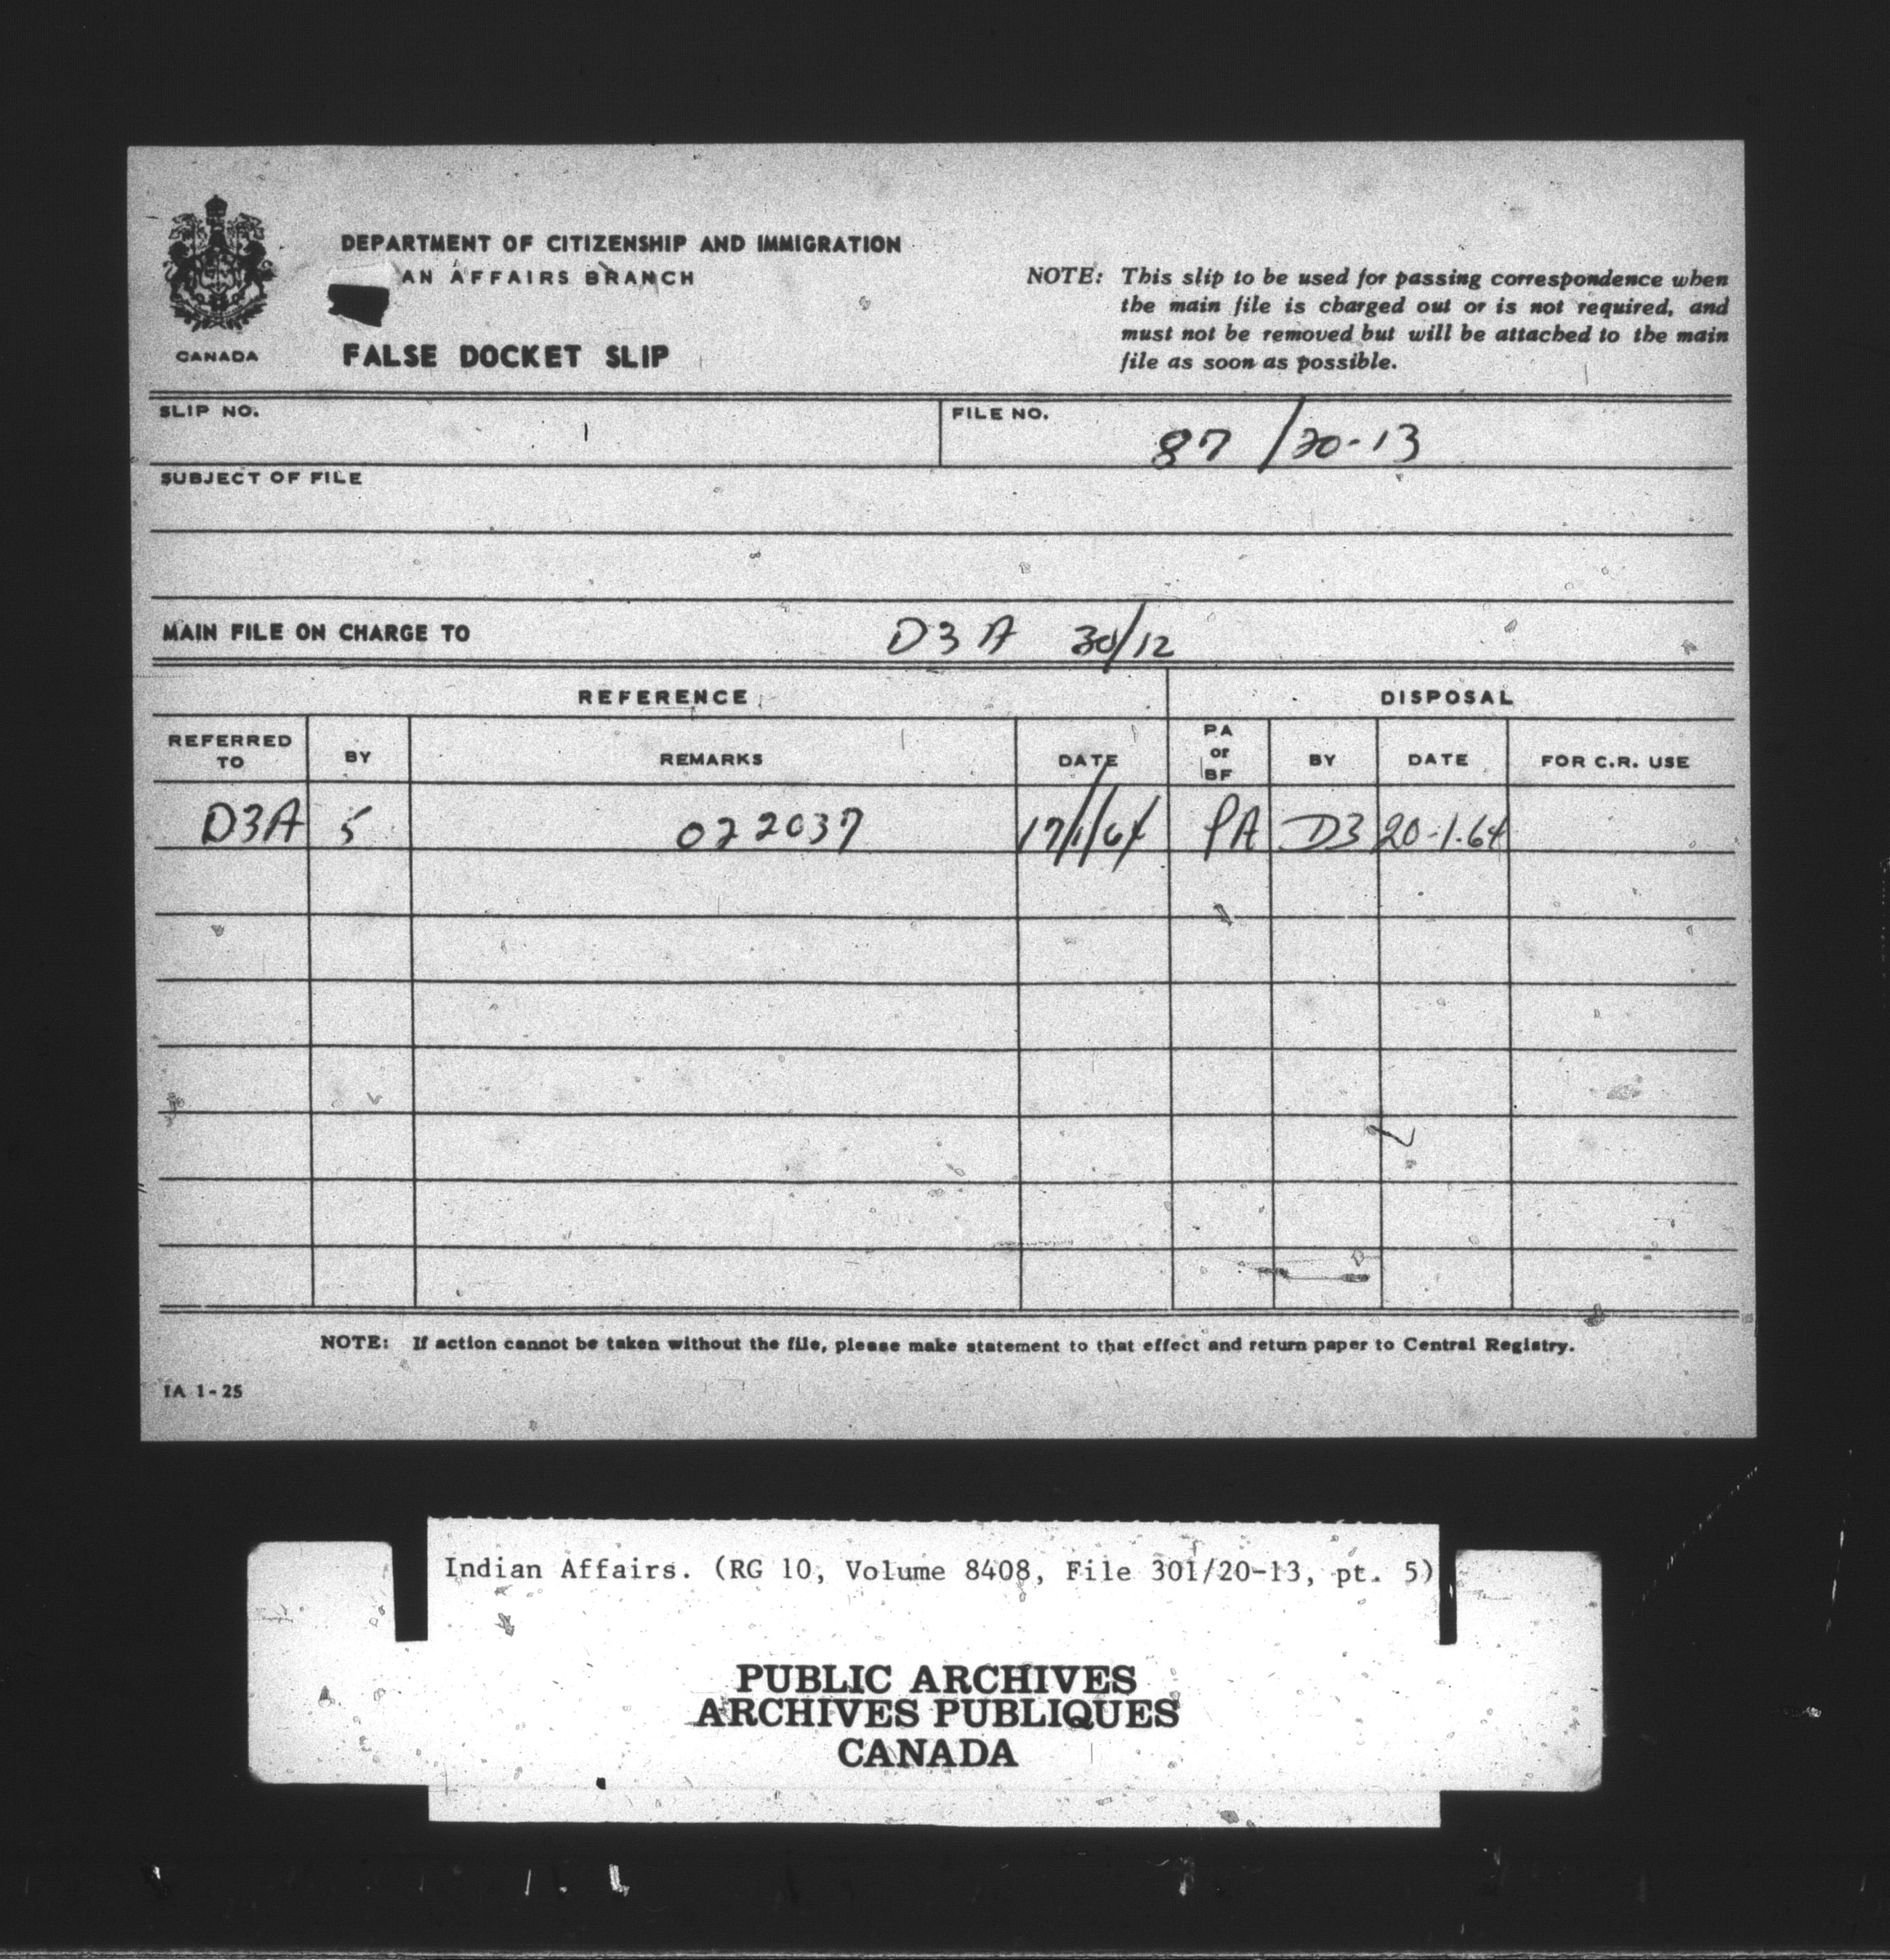 DEPARTMENT OF CITIZENSHIP AND IMMIGRATION
AN AFFAIRS BRANCH
CANADA
FALSE DOCKET SLIP
NOTE: This slip to be used for passing correspondence when
the main file is charged out or is not required, and
must not be removed but will be attached to the main
file as soon as possible.
SLIP NO. FILE NO. 87/20-13
SUBJECT OF FILE
MAIN FILE ON CHARGE TO D3A 30/12
REFERENCE DISPOSAL
REFERRED TO BY REMARKS DATE PA or BF BY DATE FOR C.R. USE
D3A 5 022037 17/1/64 PA D3 20-1-64
NOTE: If action cannot be taken without the file, please make statement to that effect and return paper to Central Registry.
IA 1-25
Indian Affairs. (RG 10, Volume 8408, File 301/20-13, pt. 5)
PUBLIC ARCHIVES
ARCHIVES PUBLIQUES
CANADA